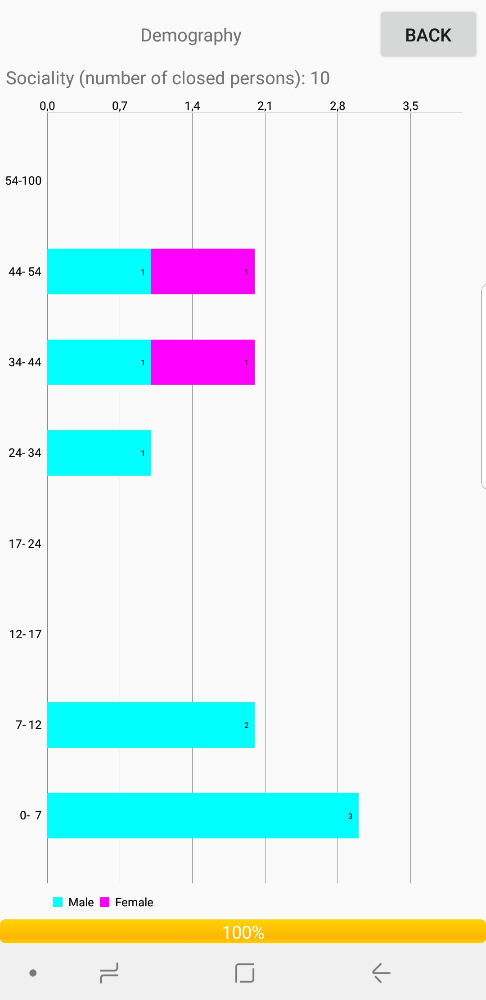 Demography
BACK
Sociality (number of closed persons): 10
0,0 0,7 1,4 2,1 2,8 3,5
54-100
44- 54 1 1
34- 44 1 1
24- 34 1
17- 24
12- 17
7- 12 2
0- 7 3
Male Female
100%